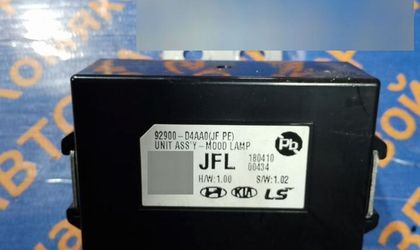 92900-D4AA0(JF PE)
UNIT ASS'Y-MOOD LAMP
Pb
JFL
180410
00434
H/W:1.00 S/W:1.02
KIA LS